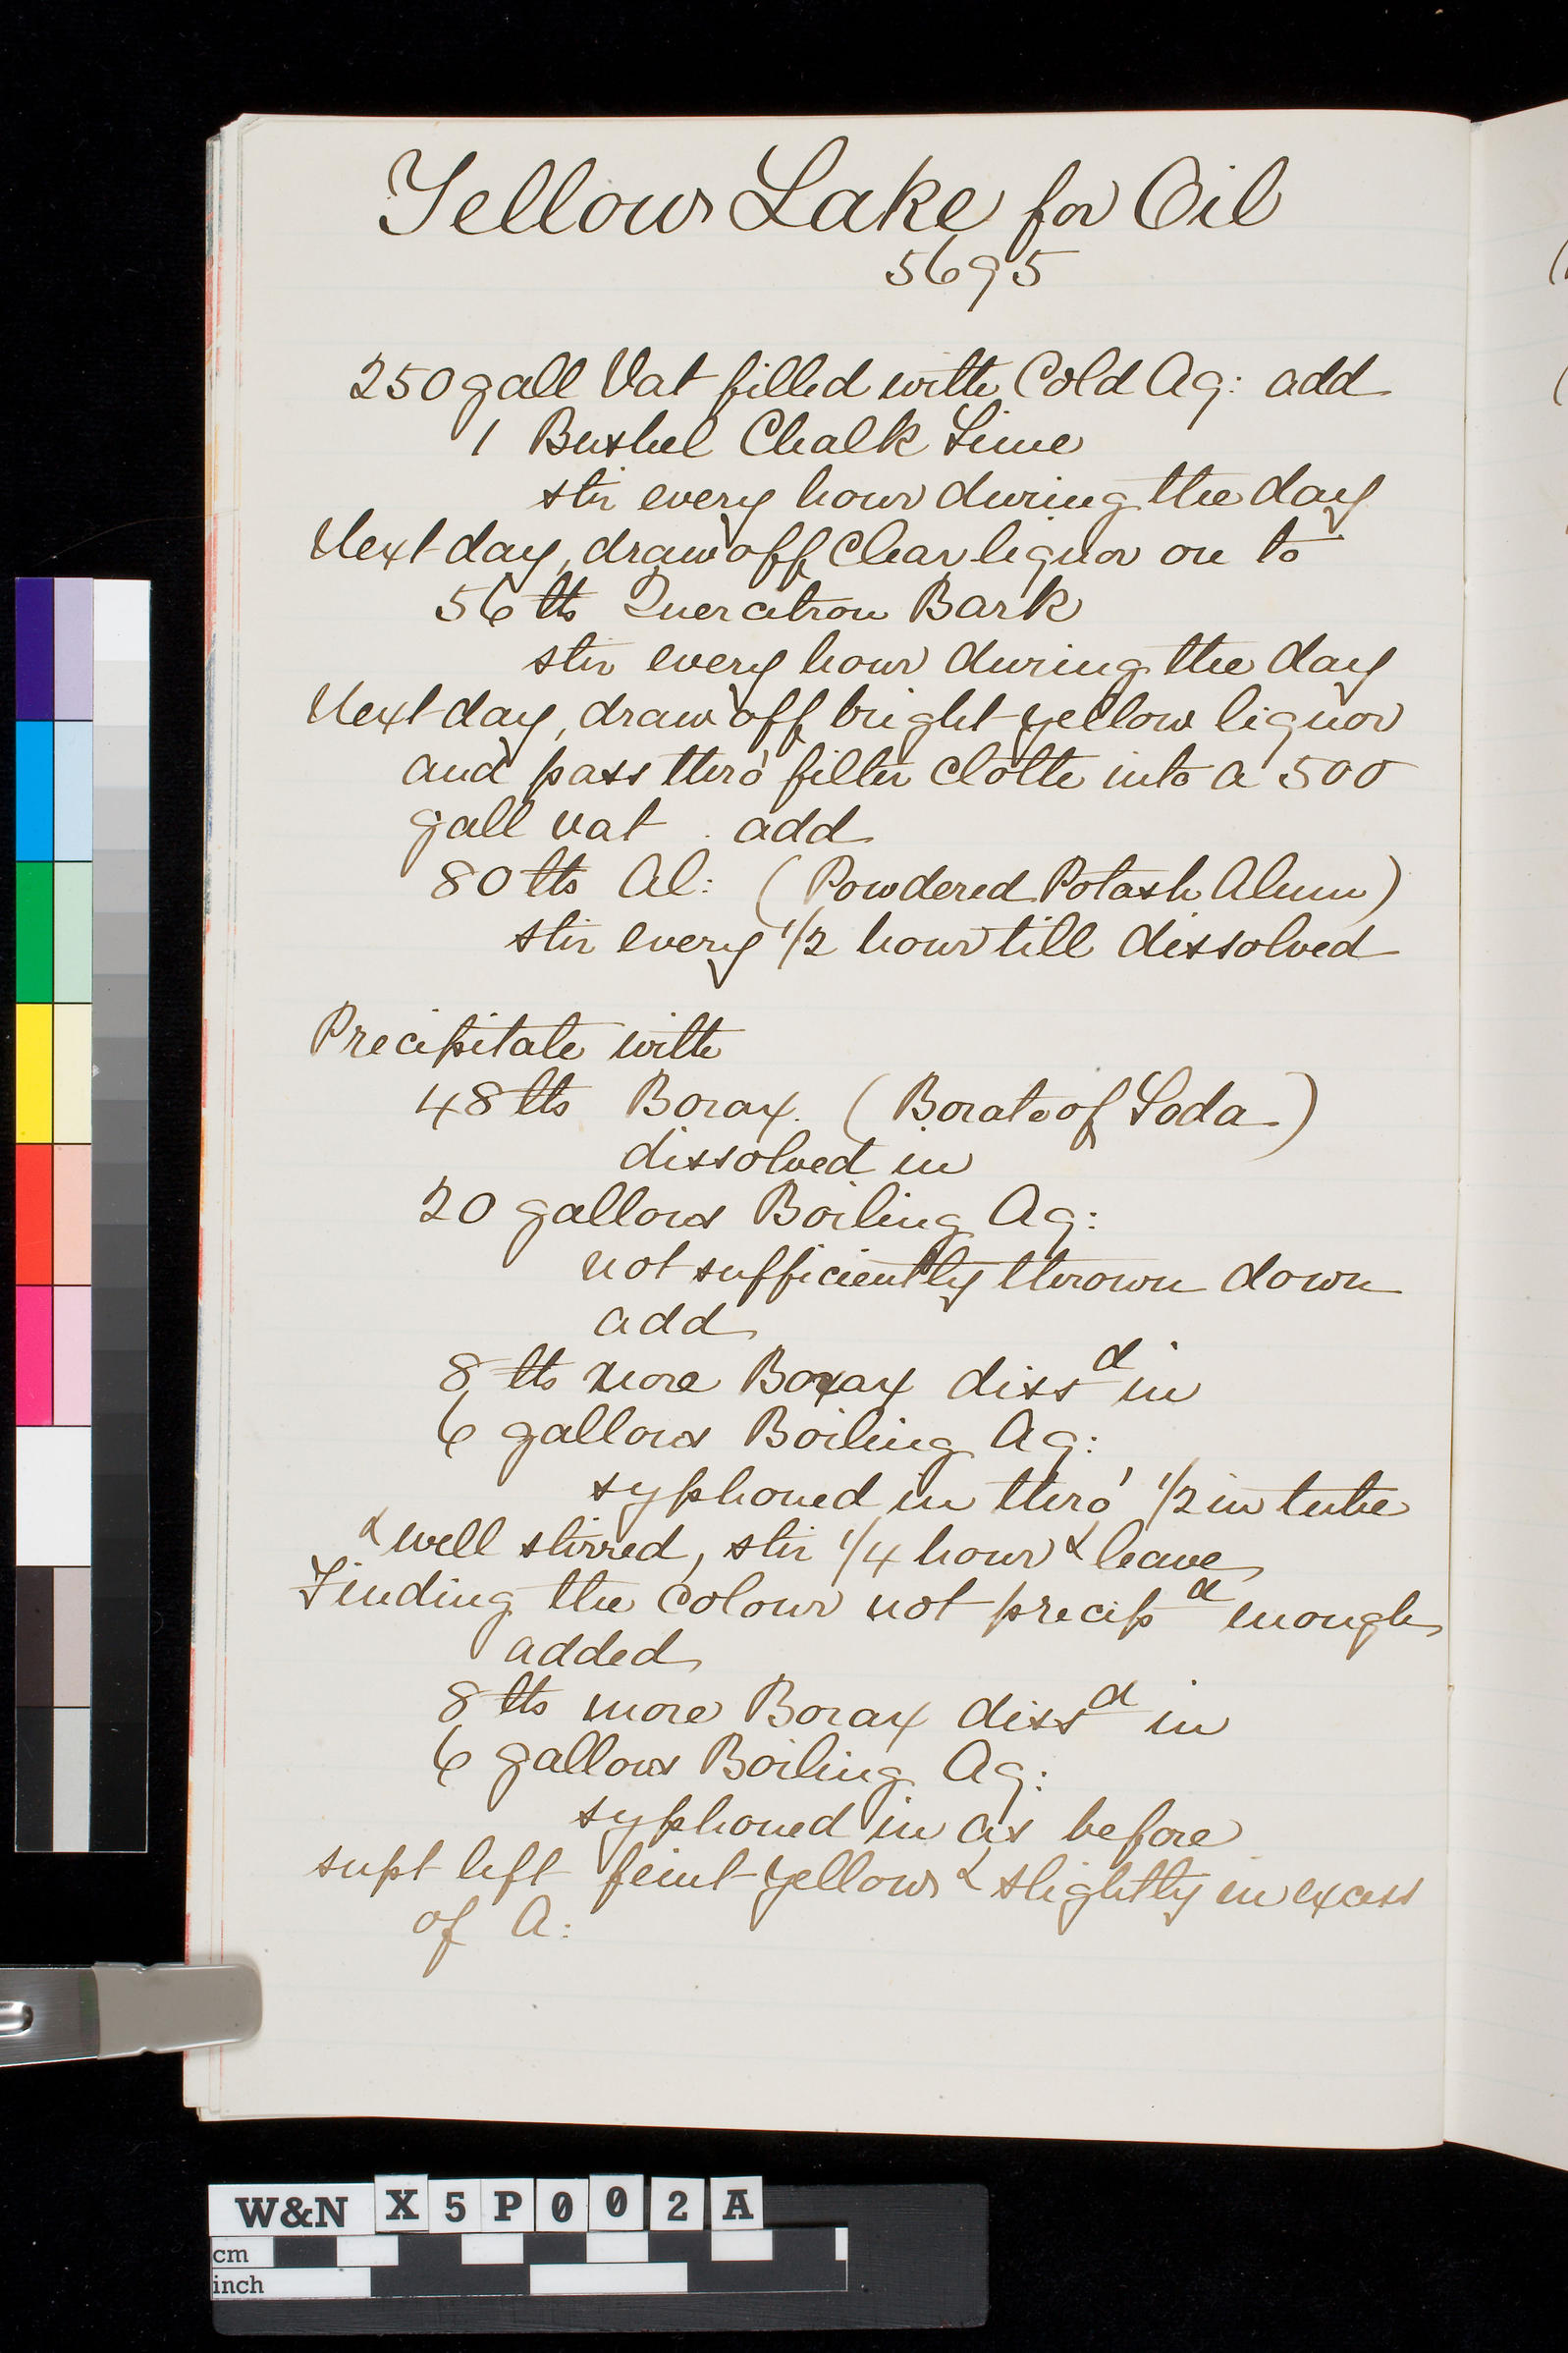 Yellow Lake for Oil
5695
250 gall Vat filled with Cold Aq: add
1 Bushel Chalk Lime
stir every hour during the day
Next day, draw off clear liquor on to
56 lbs Quercitron Bark
stir every hour during the day
Next day, draw off bright yellow liquor
and pass thro' filter cloth into a 500
gall vat . add
80 lbs Al: (Powdered Potash Alum)
stir every 1/2 hour till dissolved
Precipitate with
48 lbs Borax. (Borate of Soda)
dissolved in
20 gallons Boiling Aq:
not sufficiently thrown down
add
8 lbs more Borax dissd in
6 gallons Boiling Aq:
syphoned in thro' 1/2 in tube
& well stirred, stir 1/4 hour & leave
Finding the colour not precipd enough
added
8 lbs more Borax dissd in
6 gallons Boiling Aq:
syphoned in as before
supt left feint yellow & slightly in excess
of A:
W&N X5P002A
cm
inch